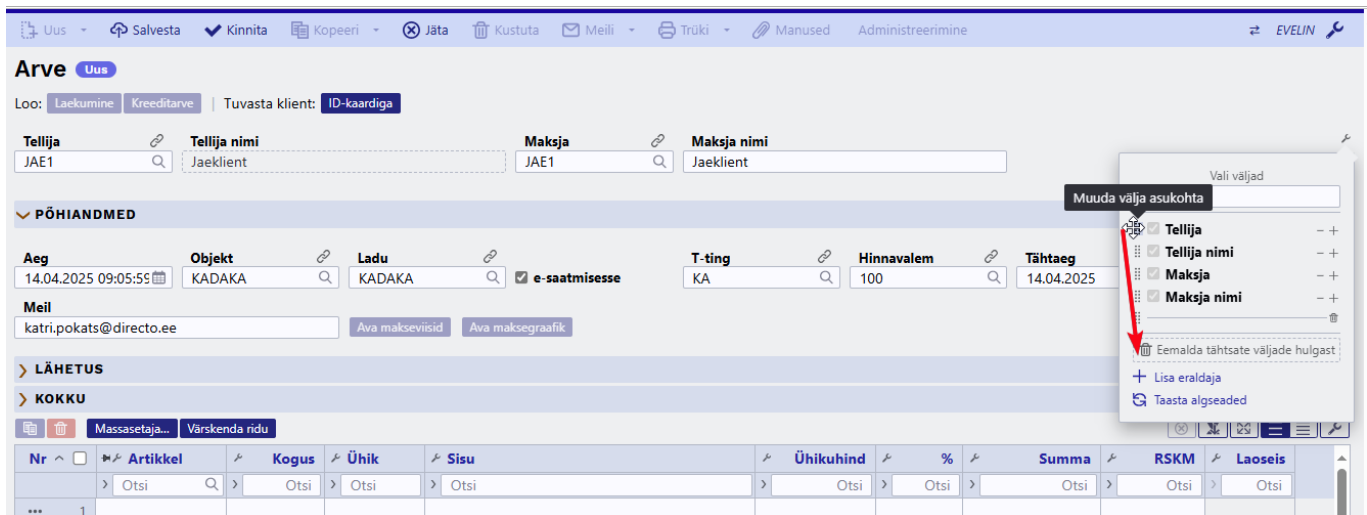 Uus Salvesta Kinnita Kopeeri Jäta Kustuta Meili Trüki Manused Administreerimine EVELIN
Arve Uus
Loo: Laekumine Kreeditarve | Tuvasta klient: ID-kaardiga
Tellija Tellija nimi Maksja Maksja nimi
JAE1 Jaeklient JAE1 Jaeklient
Vali väljad
Muuda välja asukohta
PÕHIANDMED
Tellija - +
Tellija nimi - +
Maksja - +
Maksja nimi - +
Eemalda tähtsate väljade hulgast
Lisa eraldaja
Taasta algseaded
Aeg Objekt Ladu T-ting Hinnavalem Tähtaeg
14.04.2025 09:05:59 KADAKA KADAKA e-saatmisesse KA 100 14.04.2025
Meil
katri.pokats@directo.ee Ava makseviisid Ava maksegraafik
LÄHETUS
KOKKU
Massasetaja... Värskenda ridu
Nr Artikkel Kogus Ühik Sisu Ühikuhind % Summa RSKM Laoseis
Otsi Otsi Otsi Otsi Otsi Otsi Otsi Otsi Otsi
... 1